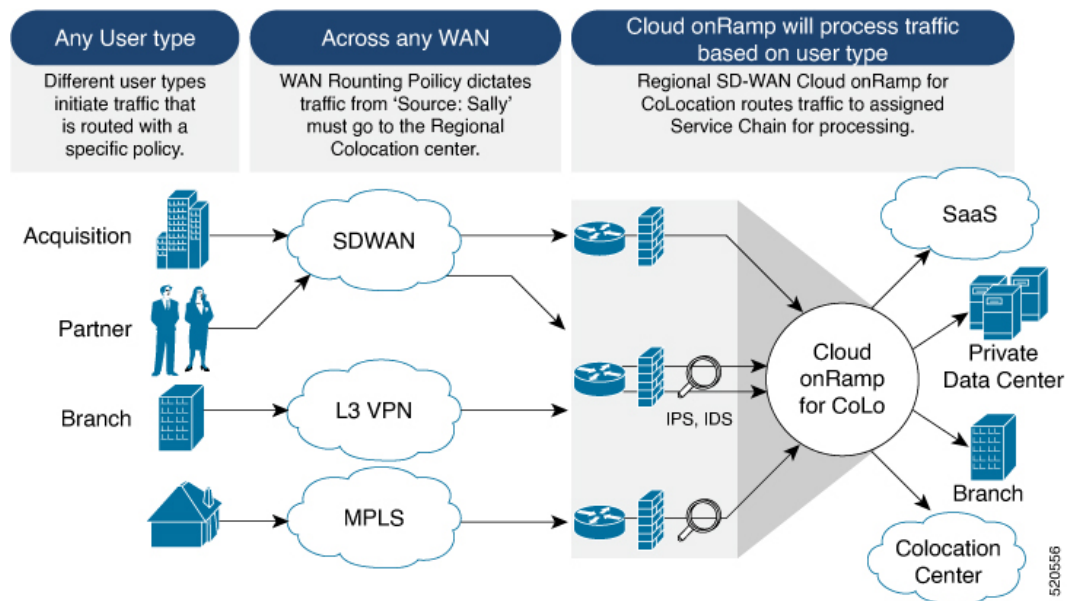 Any User type
Different user types
initiate traffic that
is routed with a
specific policy.
Across any WAN
WAN Rounting Poilicy dictates
traffic from ‘Source: Sally’
must go to the Regional
Colocation center.
Cloud onRamp will process traffic
based on user type
Regional SD-WAN Cloud onRamp for
CoLocation routes traffic to assigned
Service Chain for processing.
Acquisition
SDWAN
SaaS
Partner
Private
Data Center
Cloud
onRamp
for CoLo
Branch
L3 VPN
IPS, IDS
Branch
MPLS
Colocation
Center
520556